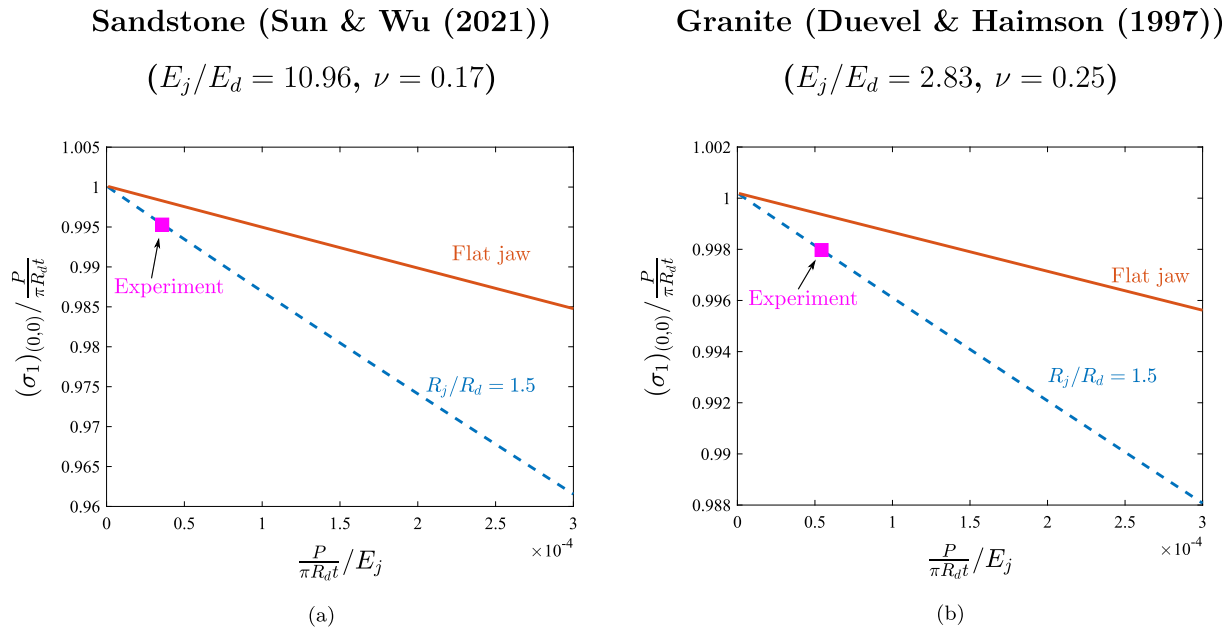 Sandstone (Sun & Wu (2021))
(E_j/E_d = 10.96, ν = 0.17)
1.005
1
0.995
0.99
0.985
0.98
0.975
0.97
0.965
0.96
(σ_1)_(0,0) / P/πR_dt
Flat jaw
Experiment
R_j/R_d = 1.5
0 0.5 1 1.5 2 2.5 3
×10^-4
P/πR_dt / E_j
(a)
Granite (Duevel & Haimson (1997))
(E_j/E_d = 2.83, ν = 0.25)
1.002
1
0.998
0.996
0.994
0.992
0.99
0.988
(σ_1)_(0,0) / P/πR_dt
Flat jaw
Experiment
R_j/R_d = 1.5
0 0.5 1 1.5 2 2.5 3
×10^-4
P/πR_dt / E_j
(b)